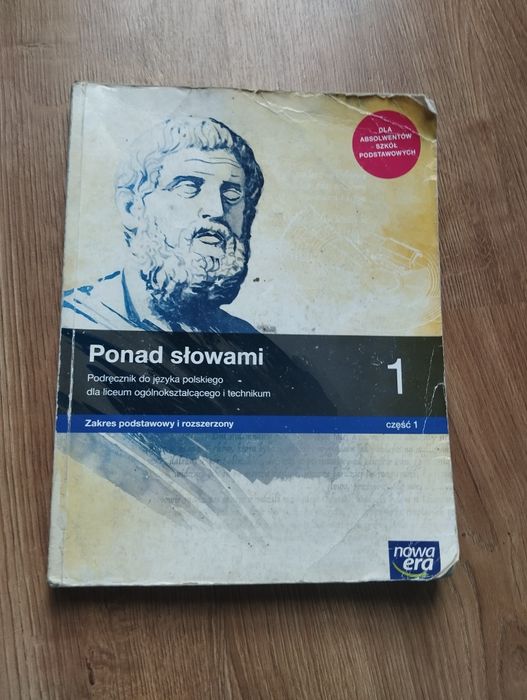 DLA
ABSOLWENTÓW
SZKÓŁ
PODSTAWOWYCH
Ponad słowami
Podręcznik do języka polskiego
dla liceum ogólnokształcącego i technikum
1
Zakres podstawowy i rozszerzony
część 1
nowa
era